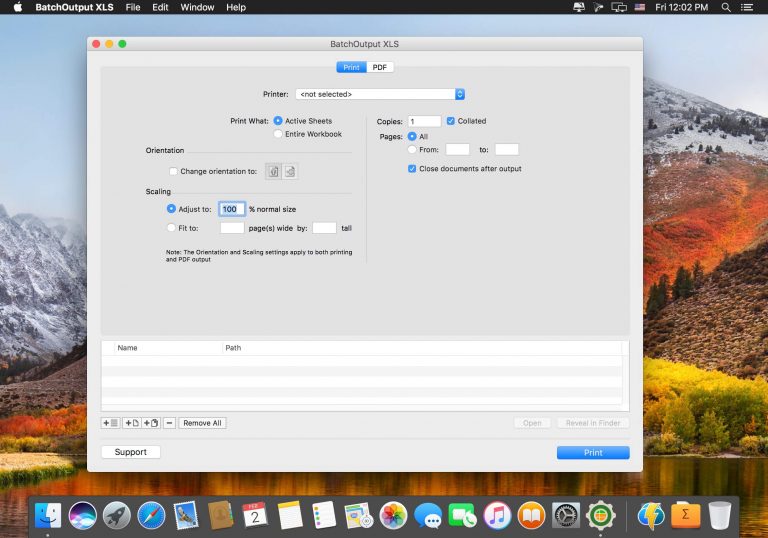 BatchOutput XLS File Edit Window Help Fri 12:02 PM
BatchOutput XLS
Print PDF
Printer: <not selected>
Print What: Active Sheets
Entire Workbook
Orientation
Change orientation to:
Scaling
Adjust to: 100 % normal size
Fit to: page(s) wide by: tall
Note: The Orientation and Scaling settings apply to both printing
and PDF output
Copies: 1 Collated
Pages: All
From: to:
Close documents after output
Name Path
Remove All Open Reveal in Finder
Support Print
FEB
2
Σ